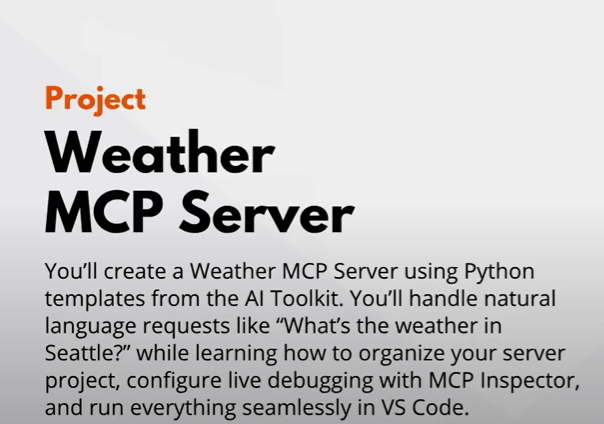 Project
Weather
MCP Server
You’ll create a Weather MCP Server using Python
templates from the AI Toolkit. You’ll handle natural
language requests like “What’s the weather in
Seattle?” while learning how to organize your server
project, configure live debugging with MCP Inspector,
and run everything seamlessly in VS Code.